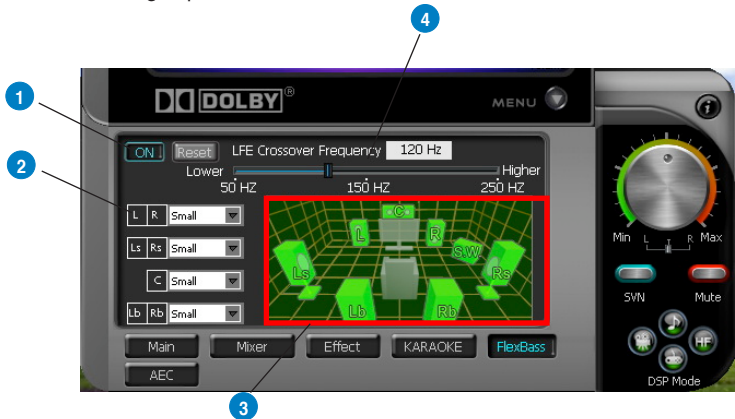 4
DOLBY®
MENU
1
ON Reset LFE Crossover Frequency 120 Hz
Lower Higher
50 HZ 150 HZ 250 HZ
2
L R Small
Ls Rs Small
C Small
Lb Rb Small
C
L R
S.W.
Ls Rs
Lb Rb
Min L R Max
SVN Mute
HF
DSP Mode
Main Mixer Effect KARAOKE FlexBass
AEC
3